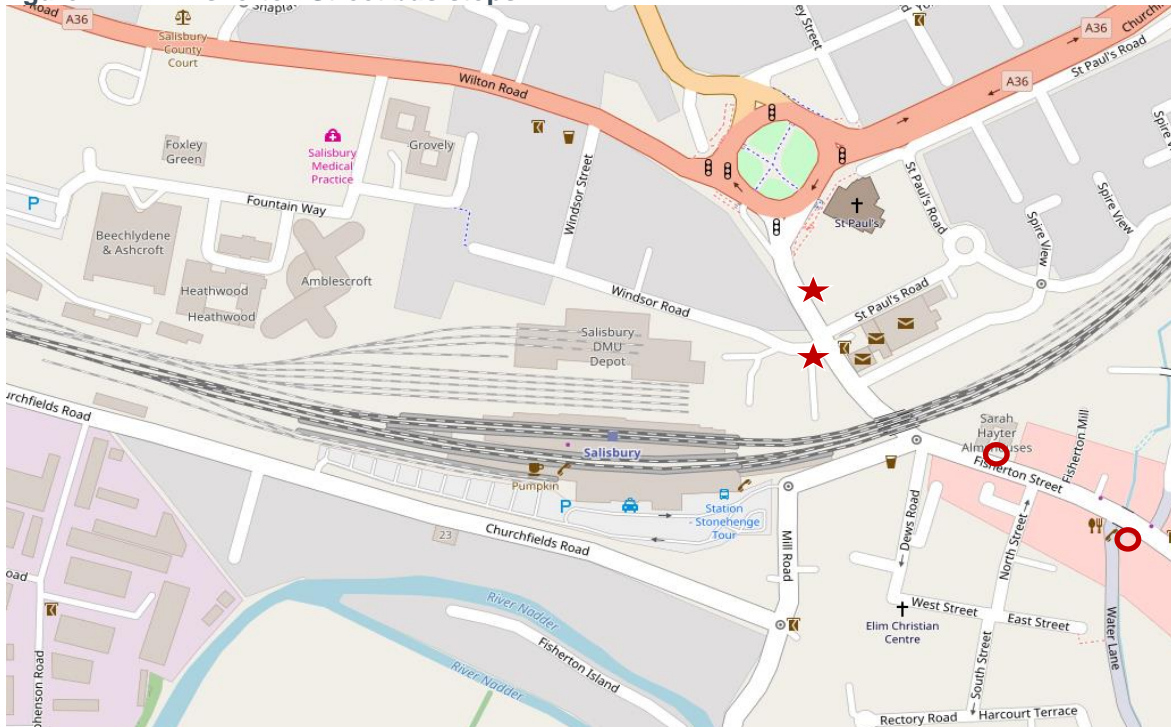 Road
A36
Salisbury
County
Court
Wilton Road
A36
A36
St Paul's Road
Foxley
Green
Salisbury
Medical
Practice
Grovely
Windsor Street
St Paul's
St Paul's Road
Spire View
Spire View
P
Fountain Way
Beechlydene
& Ashcroft
Heathwood
Heathwood
Amblescroft
Windsor Road
St Paul's Road
Salisbury
DMU
Depot
urchfields Road
Salisbury
Pumpkin
P
Station
- Stonehenge
Tour
Sarah
Hayter
Almshouses
Fisherton Street
Fisherton Mill
Churchfields Road
23
Mill Road
Dews Road
North Street
West Street
East Street
Elim Christian
Centre
South Street
Water Lane
River Nadder
Fisherton Island
River Nadder
oad
phenson Road
Rectory Road
Harcourt Terrace